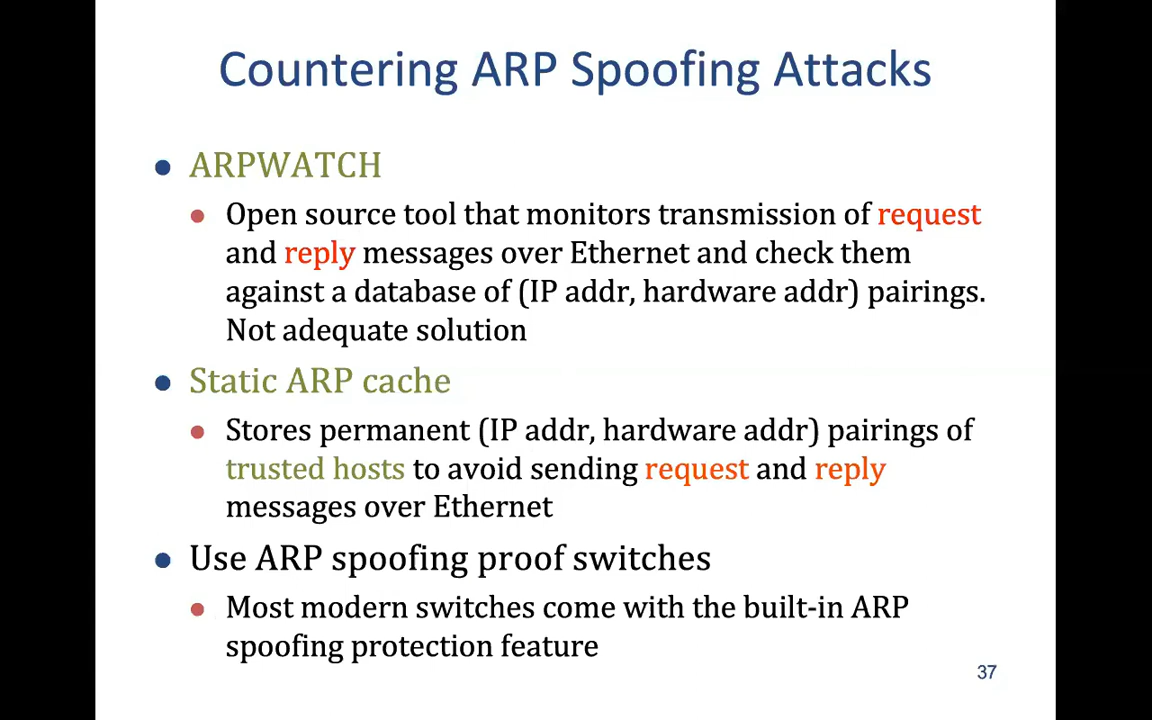 Countering ARP Spoofing Attacks
• ARPWATCH
• Open source tool that monitors transmission of request
and reply messages over Ethernet and check them
against a database of (IP addr, hardware addr) pairings.
Not adequate solution
• Static ARP cache
• Stores permanent (IP addr, hardware addr) pairings of
trusted hosts to avoid sending request and reply
messages over Ethernet
• Use ARP spoofing proof switches
• Most modern switches come with the built-in ARP
spoofing protection feature
37